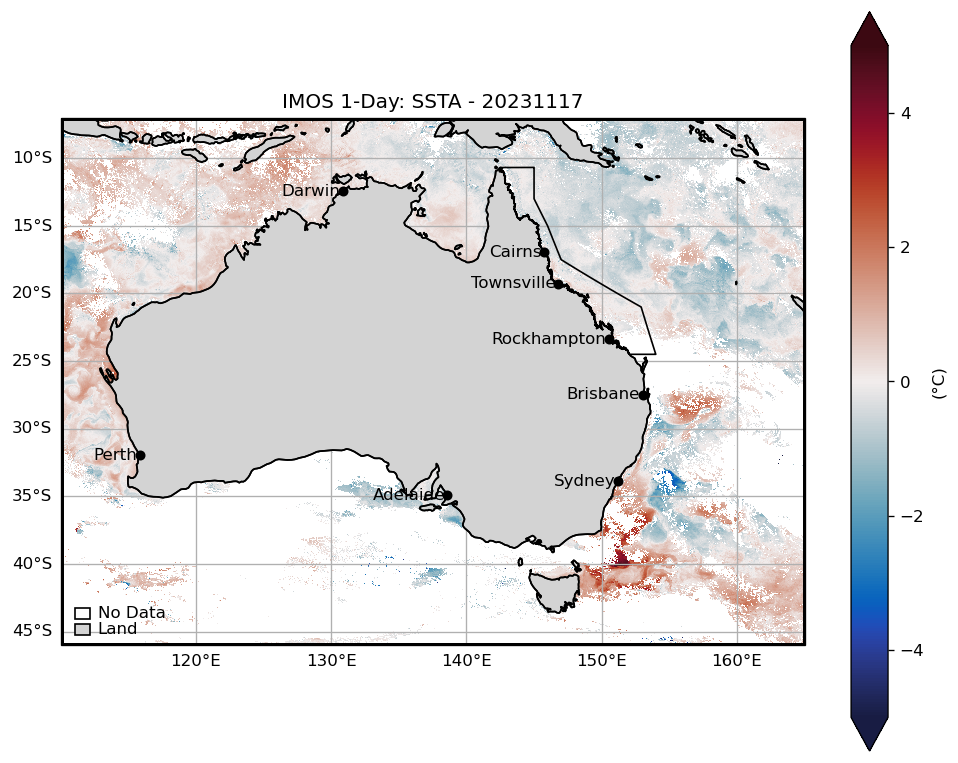 IMOS 1-Day: SSTA - 20231117
10°S
15°S
20°S
25°S
30°S
35°S
40°S
45°S
Darwin
Cairns
Townsville
Rockhampton
Brisbane
Perth
Sydney
Adelaide
No Data
Land
120°E 130°E 140°E 150°E 160°E
4
2
0
−2
−4
(°C)